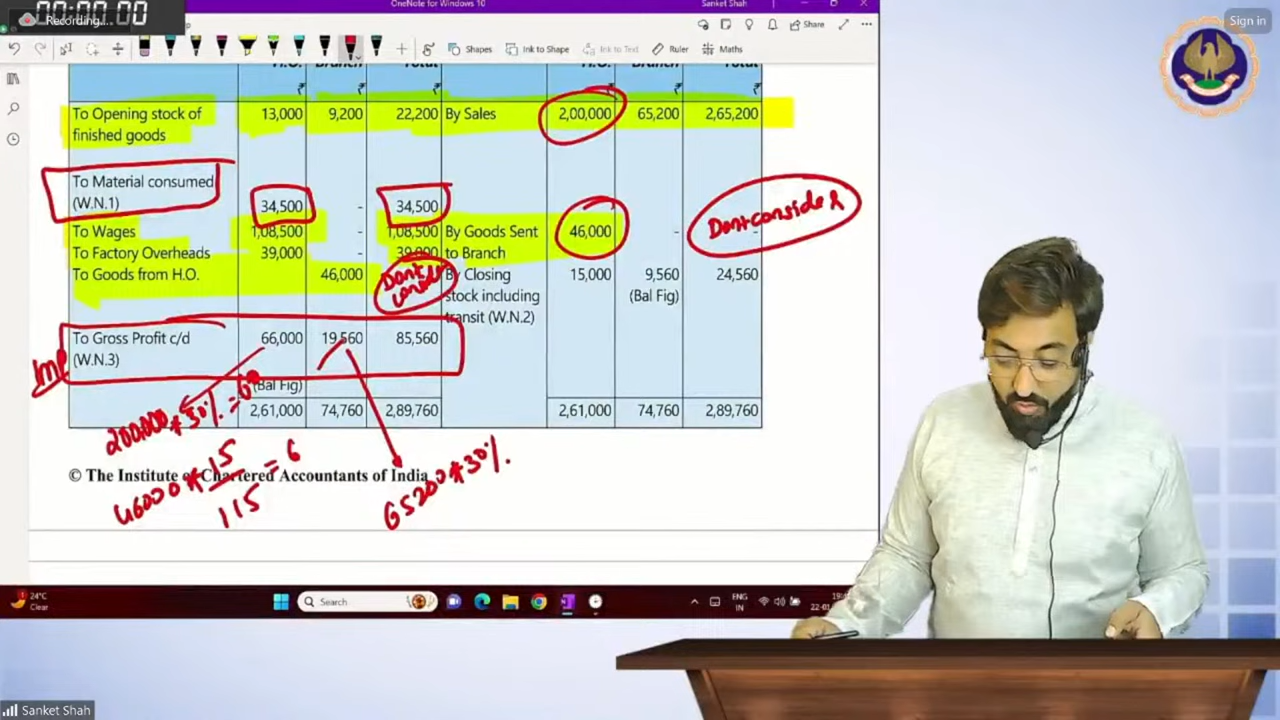 00:00:00.00
Recording...
OneNote for Windows 10
Sanket Shah
Sign in
Share
Shapes
Ink to Shape
Ink to Text
Ruler
Maths
H.O. Branch Total H.O. Branch Total
₹ ₹ ₹ ₹ ₹ ₹
To Opening stock of finished goods 13,000 9,200 22,200 By Sales 2,00,000 65,200 2,65,200
To Material consumed
(W.N.1) 34,500 - 34,500
To Wages 1,08,500 - 1,08,500 By Goods Sent 46,000 - -
Dont consider
To Factory Overheads 39,000 - 39,000 to Branch
To Goods from H.O. 46,000 By Closing 15,000 9,560 24,560
Dont consider
stock including (Bal Fig)
transit (W.N.2)
To Gross Profit c/d 66,000 19,560 85,560
(W.N.3)
Imp
(Bal Fig)
2,61,000 74,760 2,89,760 2,61,000 74,760 2,89,760
200,000 * 30% = 60
46000 * 15/115 = 6
65200 * 30%
© The Institute of Chartered Accountants of India
24°C
Clear
Search
ENG
IN
Sanket Shah